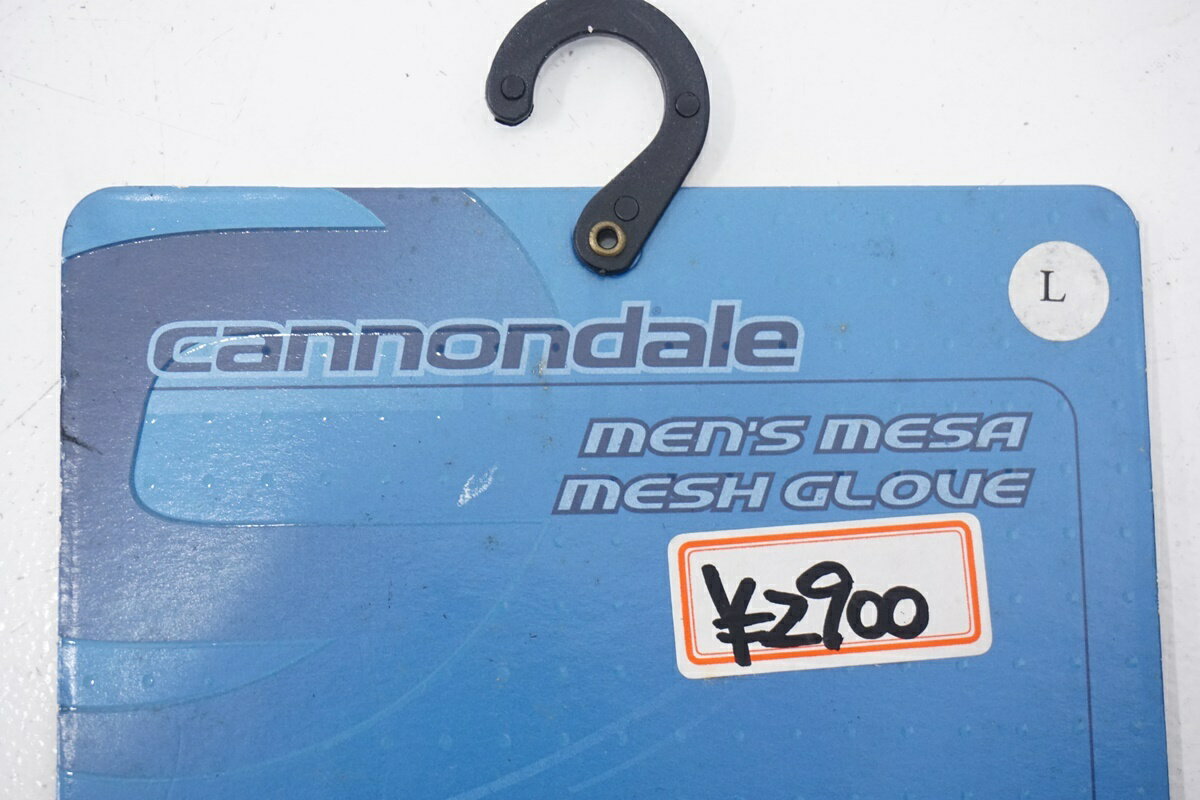 L
cannondale
MEN'S MESA
MESH GLOVE
¥2900